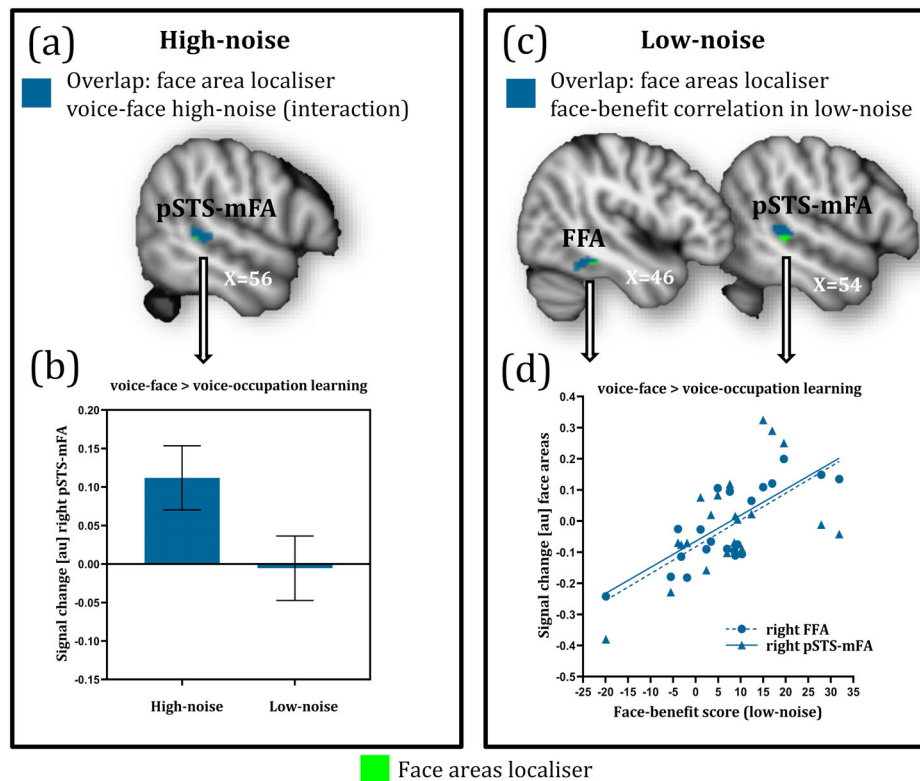 (a)
High-noise
Overlap: face area localiser
voice-face high-noise (interaction)
pSTS-mFA
X=56
(b)
voice-face > voice-occupation learning
Signal change [au] right pSTS-mFA
0.20
0.15
0.10
0.05
0.00
-0.05
-0.10
-0.15
High-noise
Low-noise
(c)
Low-noise
Overlap: face areas localiser
face-benefit correlation in low-noise
FFA
X=46
pSTS-mFA
X=54
(d)
voice-face > voice-occupation learning
Signal change [au] face areas
0.4
0.3
0.2
0.1
0.0
-0.1
-0.2
-0.3
-0.4
-0.5
right FFA
right pSTS-mFA
-25 -20 -15 -10 -5 0 5 10 15 20 25 30 35
Face-benefit score (low-noise)
Face areas localiser